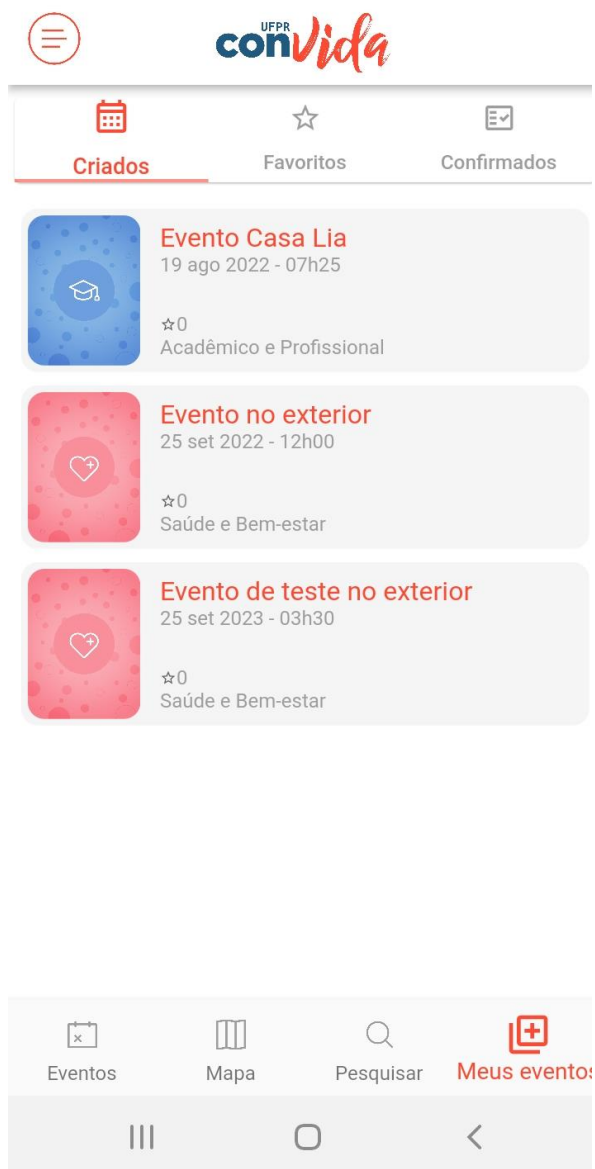 UFPR
conVida
Criados
Favoritos
Confirmados
Evento Casa Lia
19 ago 2022 - 07h25
0
Acadêmico e Profissional
Evento no exterior
25 set 2022 - 12h00
0
Saúde e Bem-estar
Evento de teste no exterior
25 set 2023 - 03h30
0
Saúde e Bem-estar
Eventos
Mapa
Pesquisar
Meus eventos